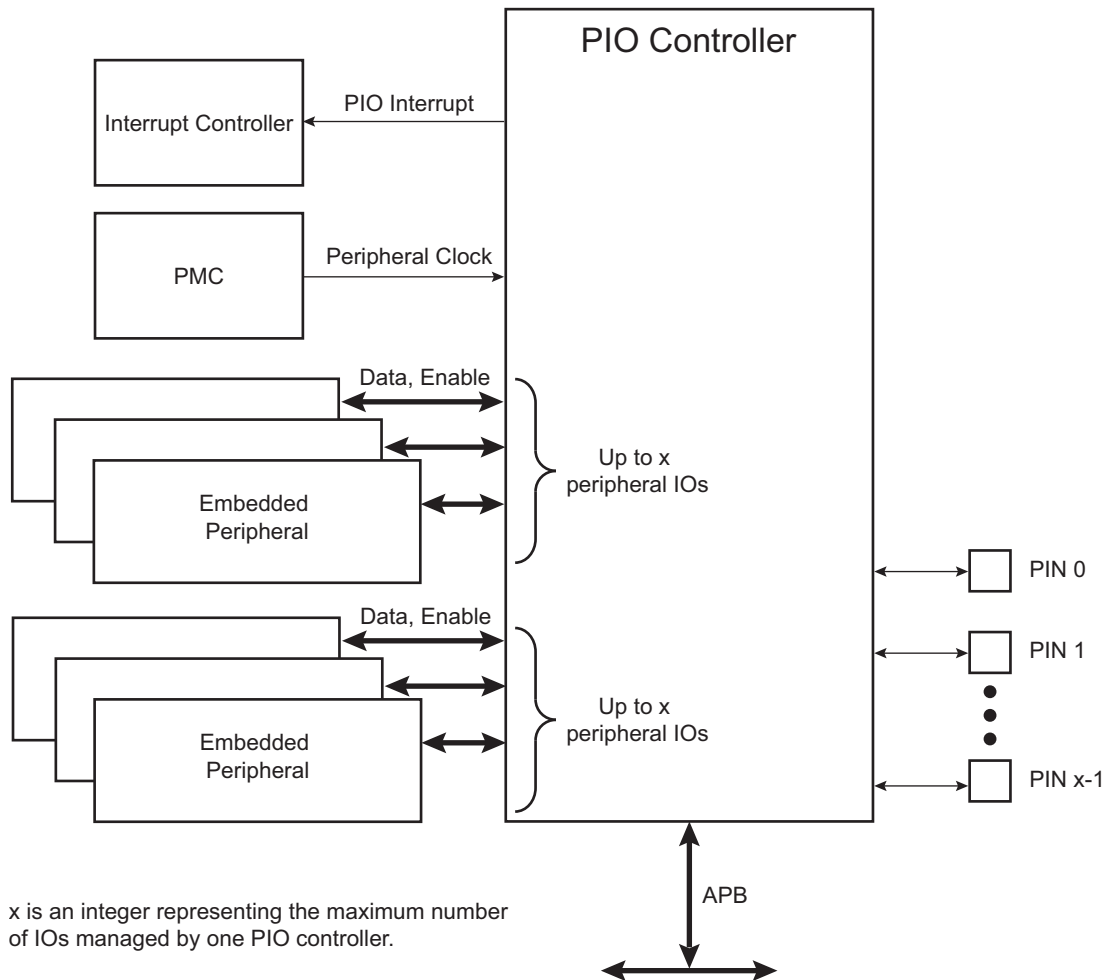 PIO Controller
PIO Interrupt
Interrupt Controller
Peripheral Clock
PMC
Data, Enable
Up to x
peripheral IOs
Embedded
Peripheral
PIN 0
Data, Enable
PIN 1
Up to x
peripheral IOs
Embedded
Peripheral
PIN x-1
APB
x is an integer representing the maximum number
of IOs managed by one PIO controller.